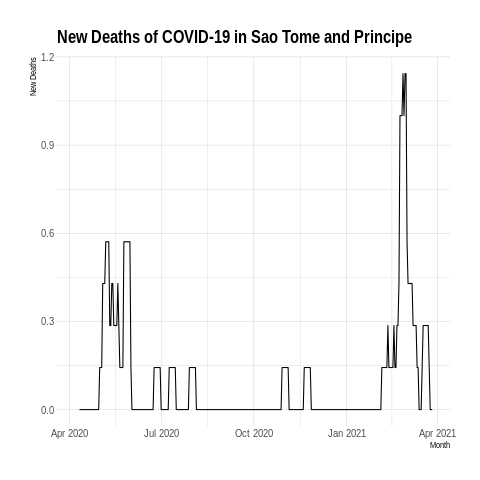 New Deaths of COVID-19 in Sao Tome and Principe
New Deaths
1.2
0.9
0.6
0.3
0.0
Apr 2020 Jul 2020 Oct 2020 Jan 2021 Apr 2021
Month